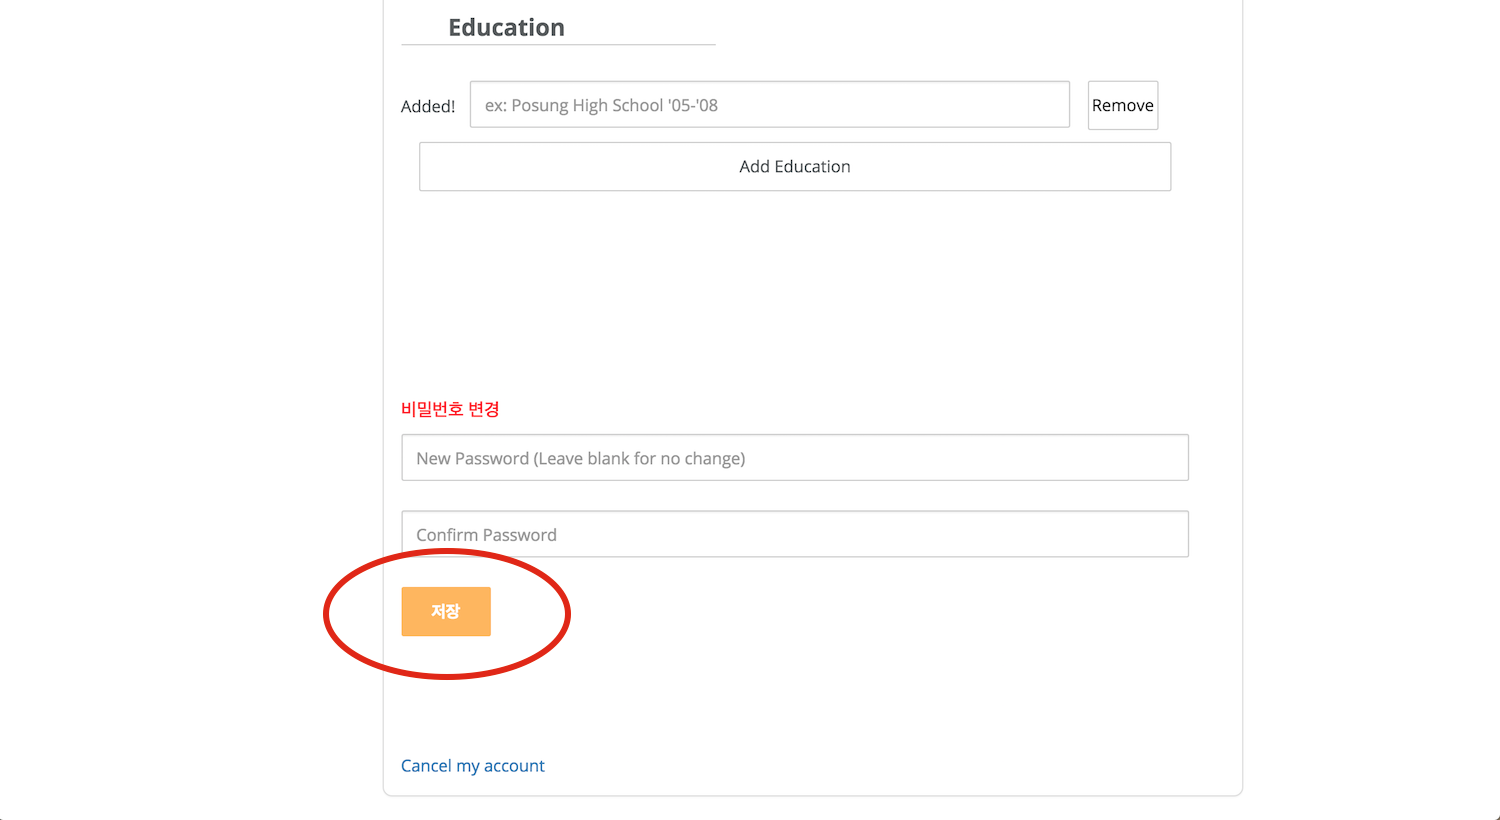 Education
Added! ex: Posung High School '05-'08 Remove
Add Education
비밀번호 변경
New Password (Leave blank for no change)
Confirm Password
저장
Cancel my account